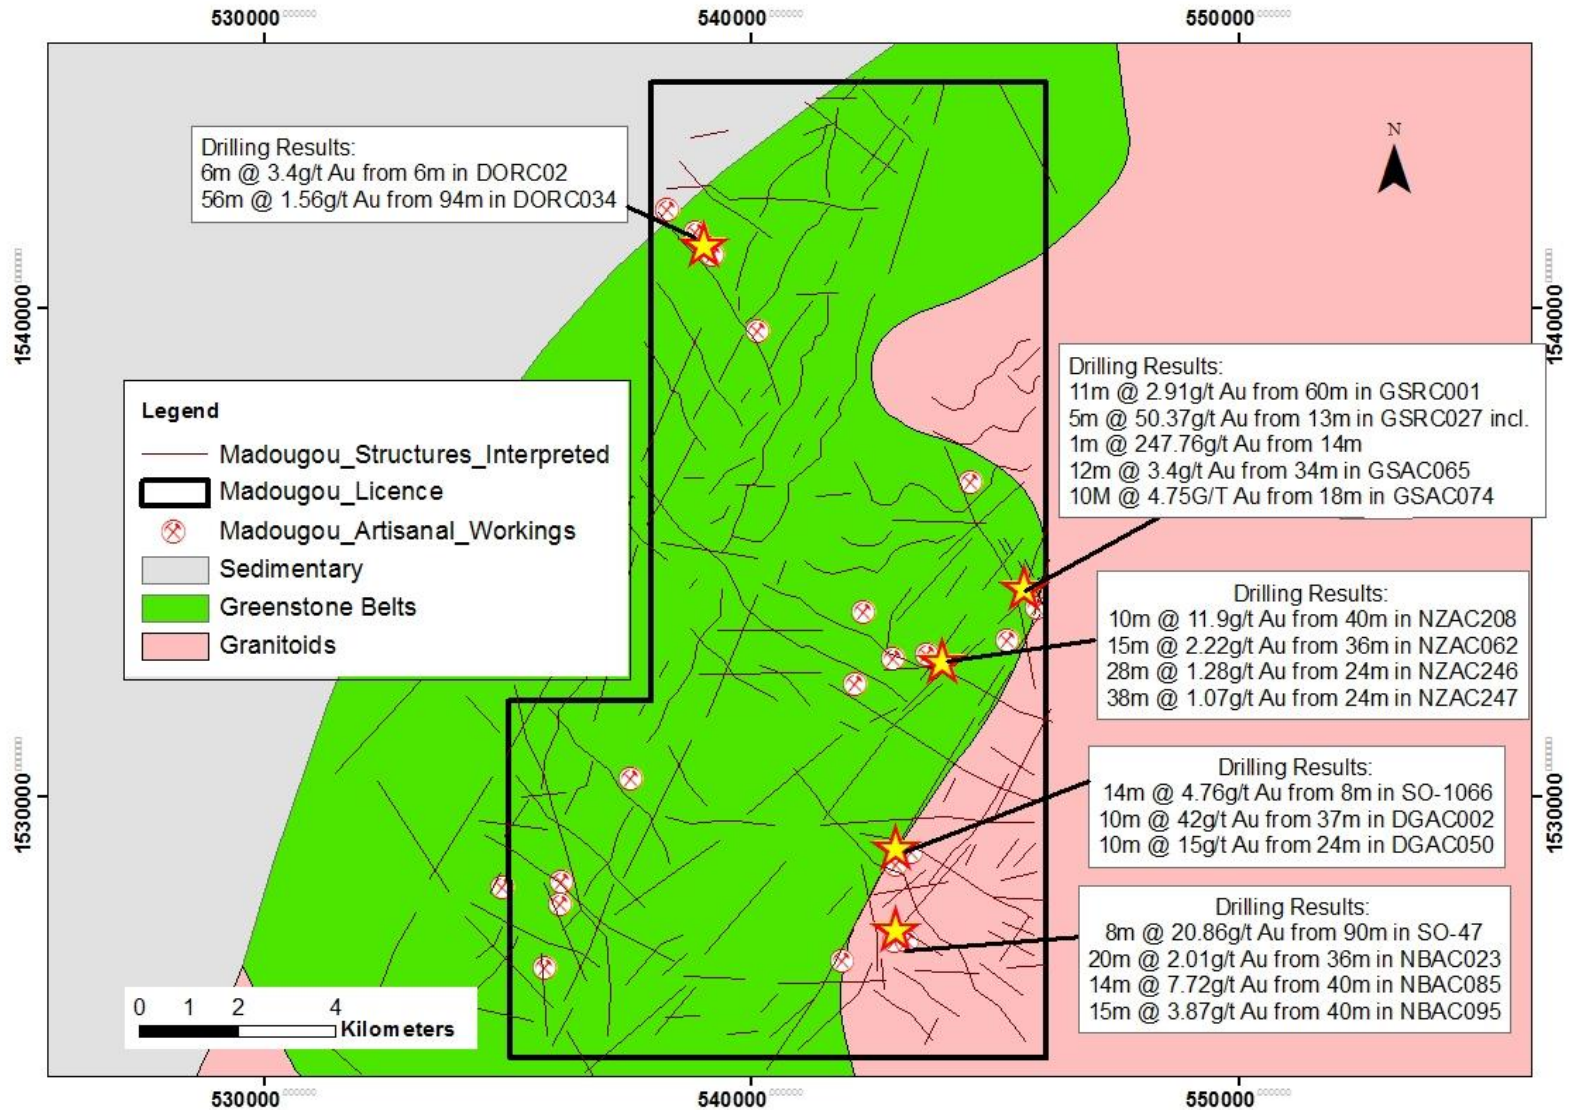 530000
540000
550000
Drilling Results:
6m @ 3.4g/t Au from 6m in DORC02
56m @ 1.56g/t Au from 94m in DORC034
N
1540000
1540000
Drilling Results:
11m @ 2.91g/t Au from 60m in GSRC001
5m @ 50.37g/t Au from 13m in GSRC027 incl.
1m @ 247.76g/t Au from 14m
12m @ 3.4g/t Au from 34m in GSAC065
10M @ 4.75G/T Au from 18m in GSAC074
Legend
Madougou_Structures_Interpreted
Madougou_Licence
Madougou_Artisanal_Workings
Sedimentary
Greenstone Belts
Granitoids
Drilling Results:
10m @ 11.9g/t Au from 40m in NZAC208
15m @ 2.22g/t Au from 36m in NZAC062
28m @ 1.28g/t Au from 24m in NZAC246
38m @ 1.07g/t Au from 24m in NZAC247
1530000
1530000
Drilling Results:
14m @ 4.76g/t Au from 8m in SO-1066
10m @ 42g/t Au from 37m in DGAC002
10m @ 15g/t Au from 24m in DGAC050
Drilling Results:
8m @ 20.86g/t Au from 90m in SO-47
20m @ 2.01g/t Au from 36m in NBAC023
14m @ 7.72g/t Au from 40m in NBAC085
15m @ 3.87g/t Au from 40m in NBAC095
0 1 2 4
Kilometers
530000
540000
550000